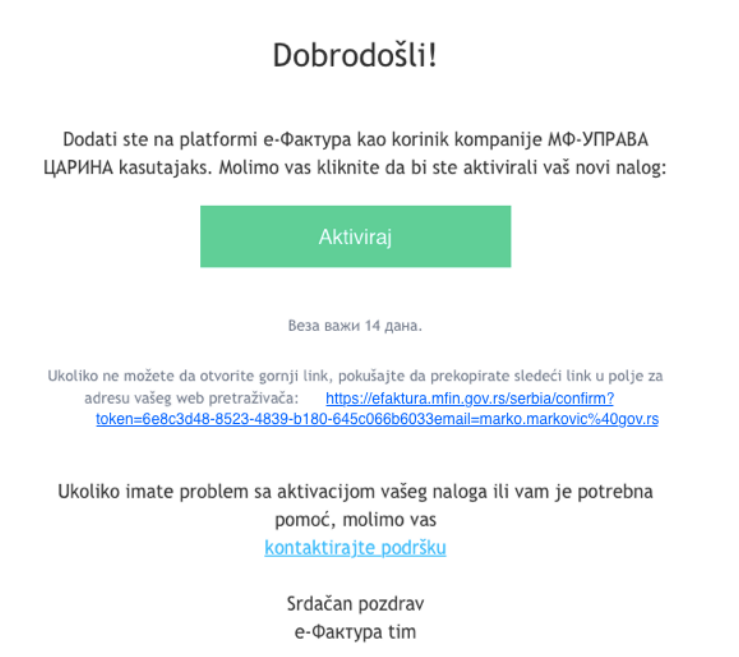 Dobrodošli!
Dodati ste na platformi е-Фактура kao korinik kompanije МФ-УПРАВА
ЦАРИНА kasutajaks. Molimo vas kliknite da bi ste aktivirali vaš novi nalog:
Aktiviraj
Веза важи 14 дана.
Ukoliko ne možete da otvorite gornji link, pokušajte da prekopirate sledeći link u polje za
adresu vašeg web pretraživača: https://efaktura.mfin.gov.rs/serbia/confirm?
token=6e8c3d48-8523-4839-b180-645c066b6033email=marko.markovic%40gov.rs
Ukoliko imate problem sa aktivacijom vašeg naloga ili vam je potrebna
pomoć, molimo vas
kontaktirajte podršku
Srdačan pozdrav
е-Фактура tim